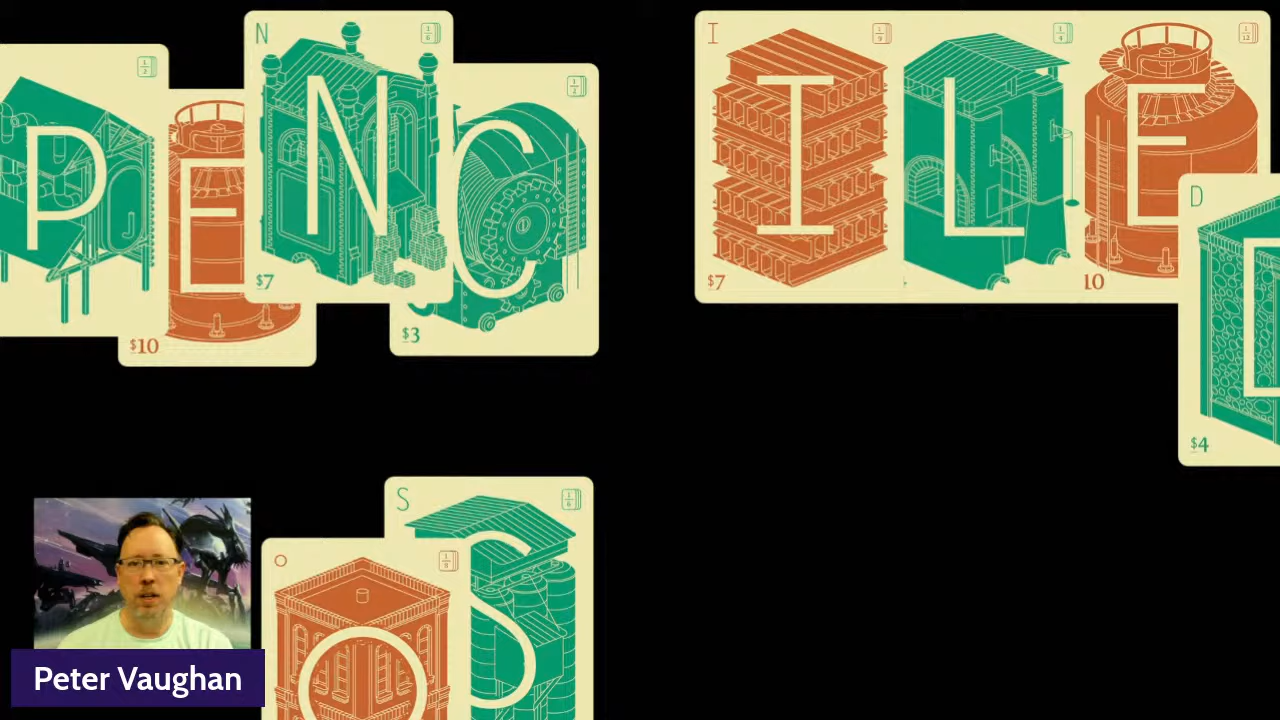 P E N C
N
$10
$7
$3
I L E
I
$7
10
D
$4
O S
S
O
Peter Vaughan